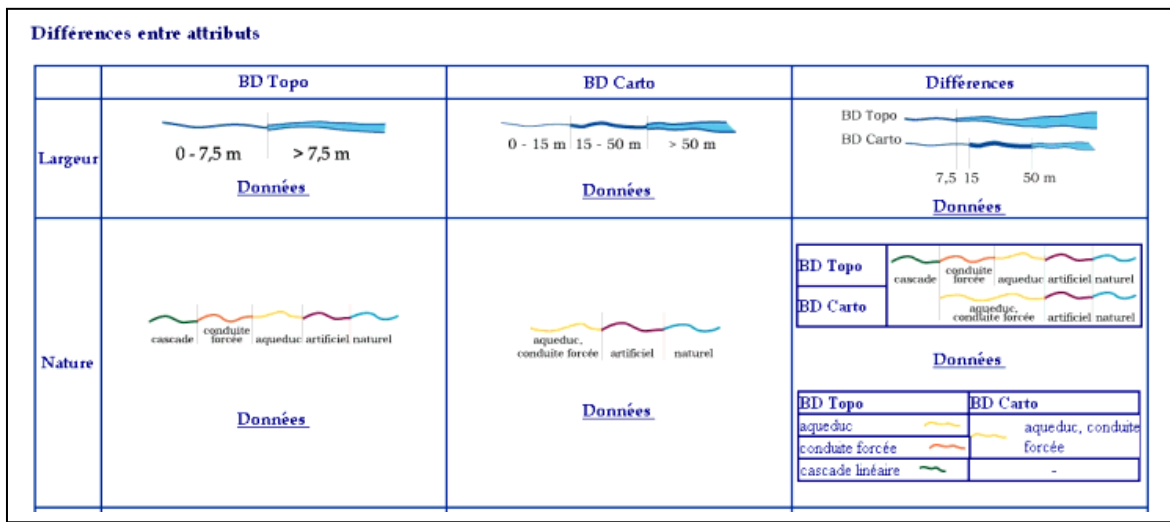 Différences entre attributs
BD Topo
BD Carto
Différences
Largeur
0 - 7,5 m
> 7,5 m
Données
0 - 15 m
15 - 50 m
> 50 m
Données
BD Topo
BD Carto
7,5 15 50 m
Données
Nature
cascade
conduite
forcée
aqueduc
artificiel
naturel
Données
aqueduc,
conduite forcée
artificiel
naturel
Données
BD Topo
cascade
conduite
forcée
aqueduc
artificiel
naturel
BD Carto
aqueduc,
conduite forcée
artificiel
naturel
Données
BD Topo
BD Carto
aqueduc
aqueduc, conduite
forcée
conduite forcée
cascade linéaire
-